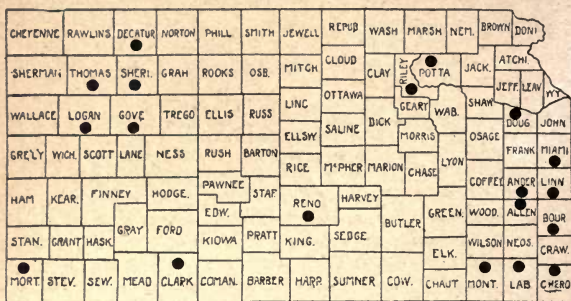 CHEYENNE RAWLINS DECATUR NORTON PHILL SMITH JEWELL REPUB WASH MARSH NEM. BROWN DONI
SHERMAN THOMAS SHERI. GRAH ROOKS OSB. MITCH CLOUD CLAY RILEY POTTA JACK. ATCHI.
JEFF. LEAV WY.
WALLACE LOGAN GOVE TREGO ELLIS RUSS LINC OTTAWA DICK GEARY WAB. SHAW DOUG. JOHN
ELLSW SALINE MORRIS OSAGE
GRE'LY WICH. SCOTT LANE NESS RUSH BARTON RICE McPHER MARION CHASE LYON FRANK. MIAMI
HAM KEAR. FINNEY HODGE. PAWNEE STAF. RENO HARVEY COFFEY ANDER LINN
EDW. BUTLER GREEN. WOOD. ALLEN BOUR
STAN. GRANT HASK. GRAY FORD KIOWA PRATT KING. SEDGE. ELK. WILSON NEOS. CRAW.
MORT. STEV. SEW. MEAD CLARK COMAN. BARBER HARP. SUMNER COW. CHAUT MONT. LAB. CHERO